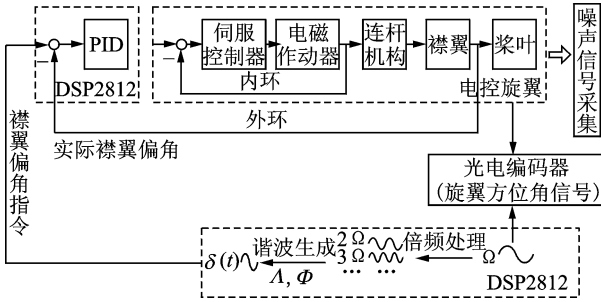 PID
DSP2812
伺服
控制器
电磁
作动器
连杆
机构
襟翼
桨叶
噪声信号采集
内环
电控旋翼
外环
实际襟翼偏角
襟翼偏角指令
光电编码器
(旋翼方位角信号)
δ(t)
谐波生成
Λ, Φ
2Ω
3Ω
... ...
倍频处理
Ω
DSP2812